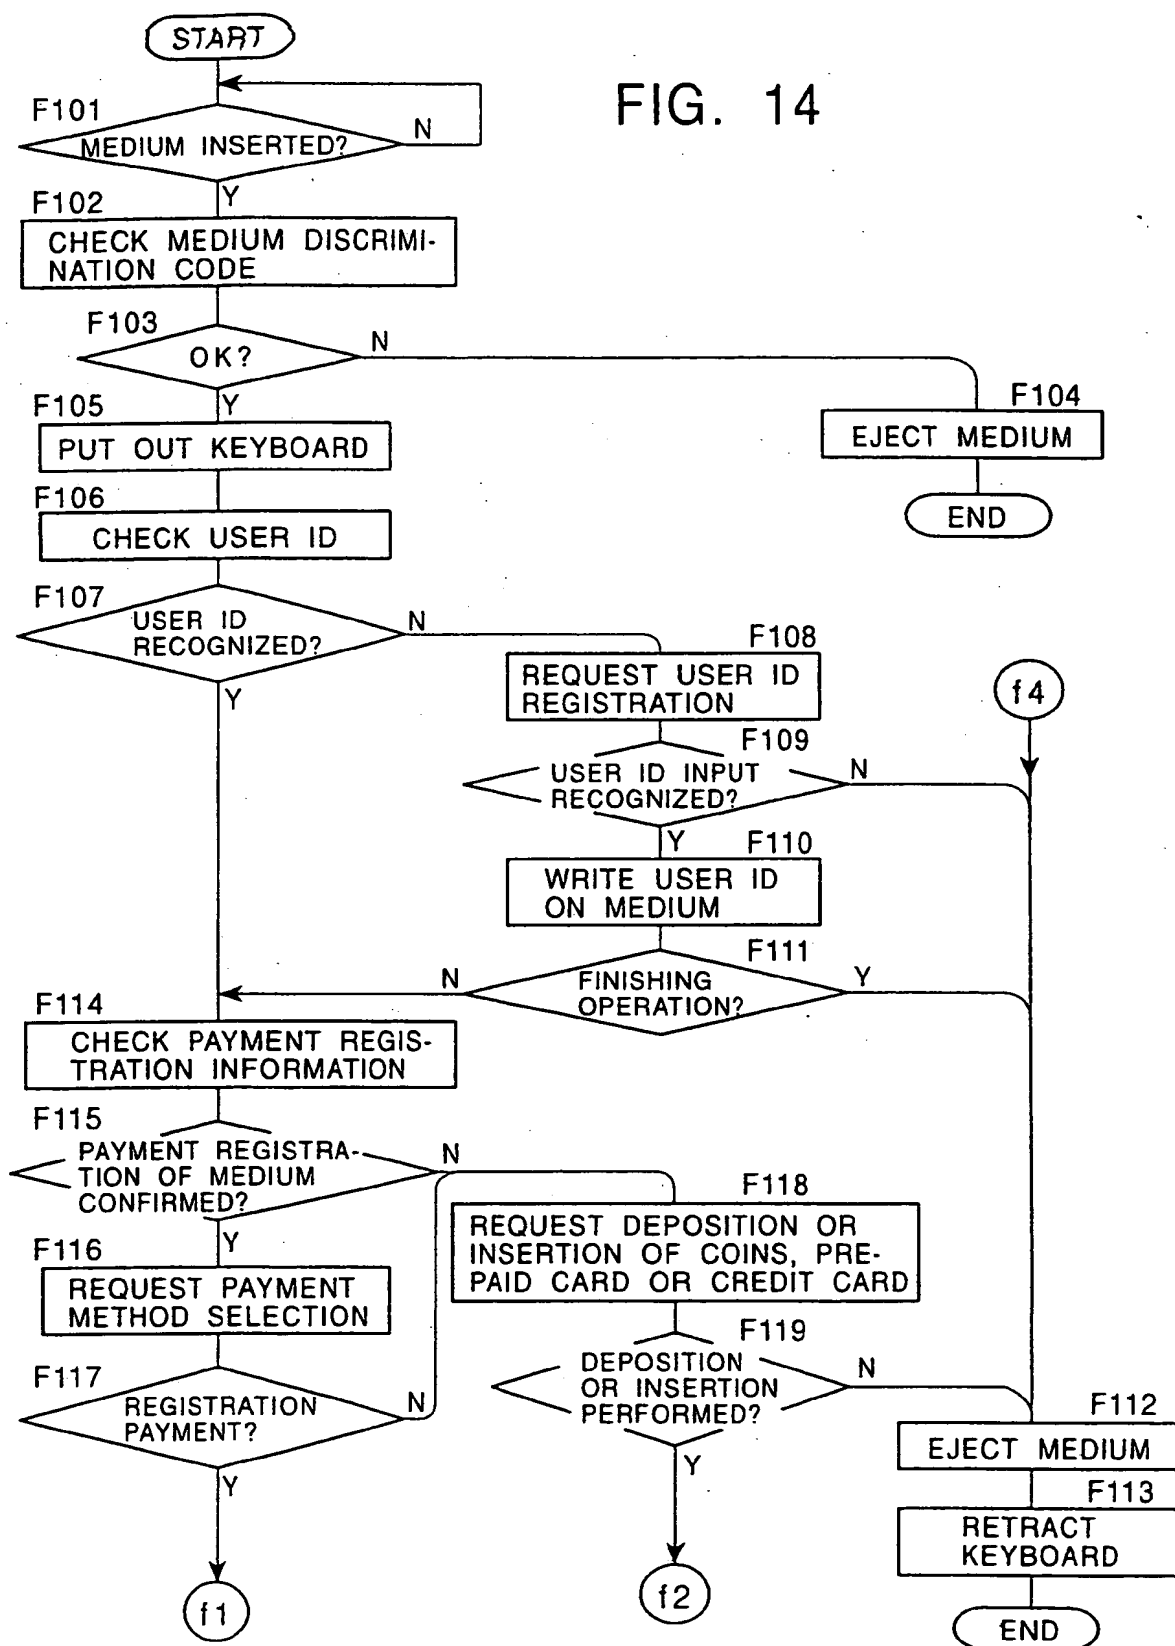 START
FIG. 14
F101
MEDIUM INSERTED?
N
Y
F102
CHECK MEDIUM DISCRIMI-
NATION CODE
F103
OK?
N
Y
F104
EJECT MEDIUM
END
F105
PUT OUT KEYBOARD
F106
CHECK USER ID
F107
USER ID
RECOGNIZED?
N
Y
F108
REQUEST USER ID
REGISTRATION
f4
F109
USER ID INPUT
RECOGNIZED?
N
Y
F110
WRITE USER ID
ON MEDIUM
F111
FINISHING
OPERATION?
N
Y
F114
CHECK PAYMENT REGIS-
TRATION INFORMATION
F115
PAYMENT REGISTRA-
TION OF MEDIUM
CONFIRMED?
N
Y
F116
REQUEST PAYMENT
METHOD SELECTION
F117
REGISTRATION
PAYMENT?
N
Y
f1
F118
REQUEST DEPOSITION OR
INSERTION OF COINS, PRE-
PAID CARD OR CREDIT CARD
F119
DEPOSITION
OR INSERTION
PERFORMED?
N
Y
f2
F112
EJECT MEDIUM
F113
RETRACT
KEYBOARD
END